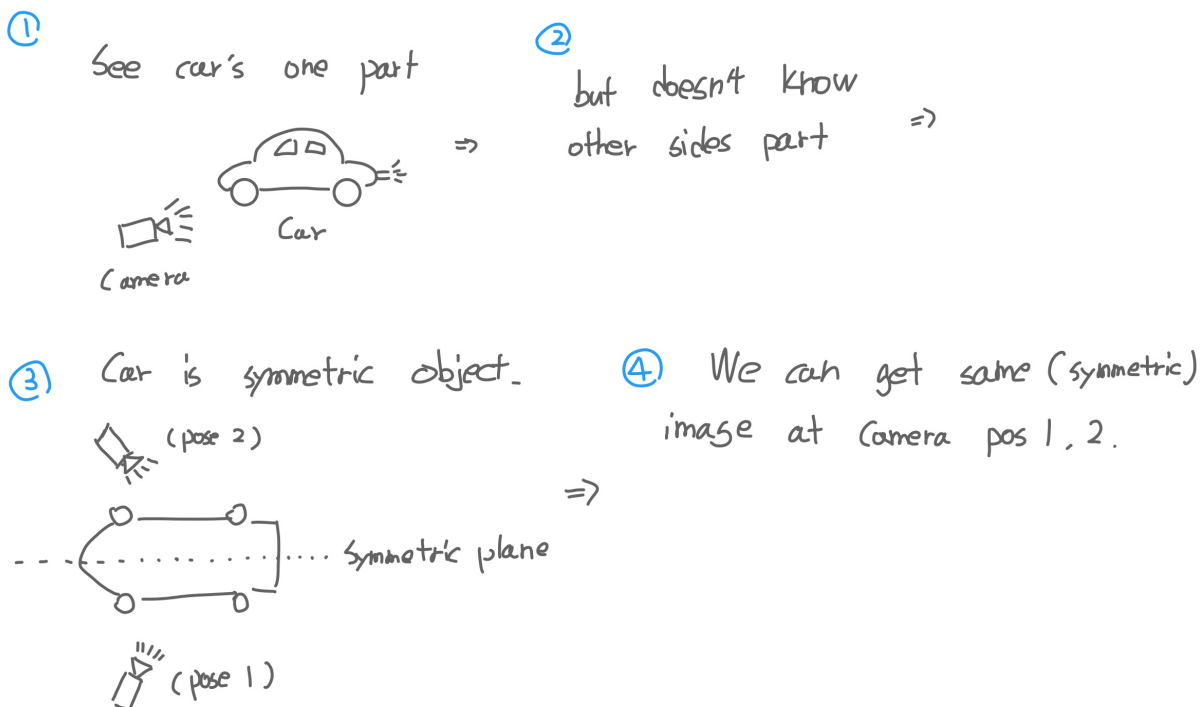 ①
See car's one part
⇒
Car
Camera
②
but doesn't know
other sides part
⇒
③ Car is symmetric object.
(pose 2)
Symmetric plane
(pose 1)
⇒
④ We can get same (symmetric)
image at Camera pos 1, 2.